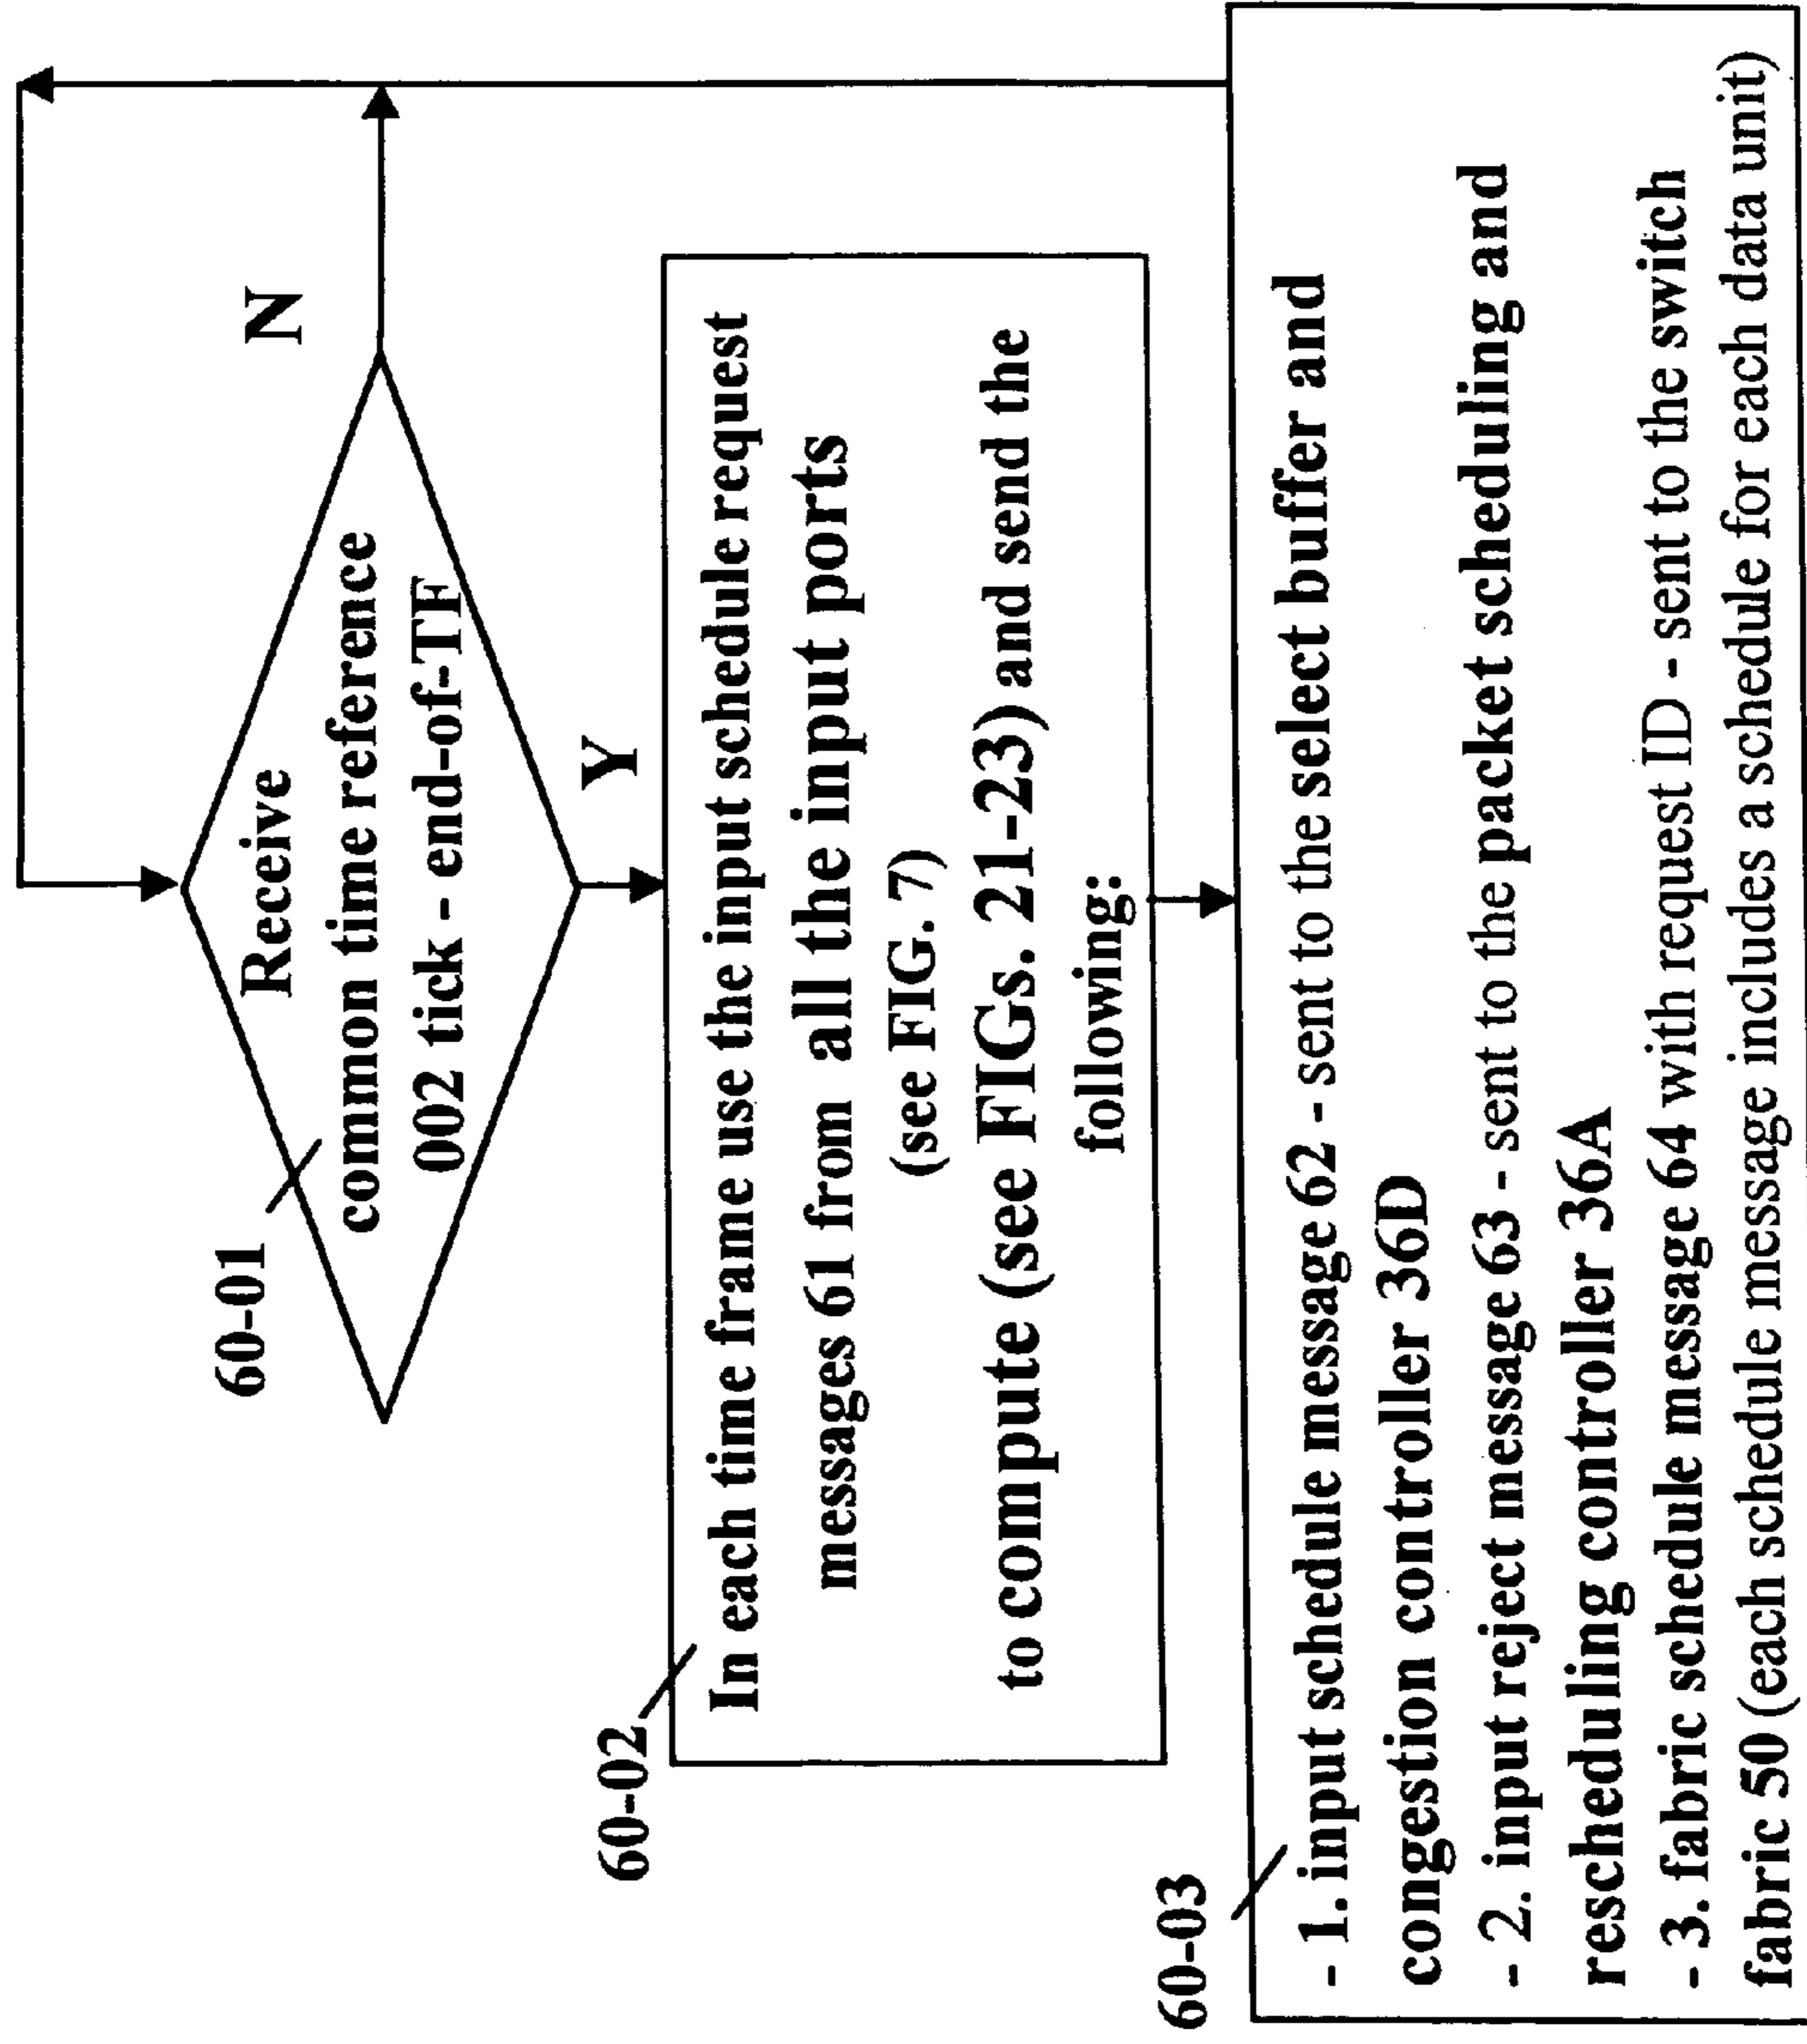 60-01
Receive
common time reference
002 tick - end-of-TF
N
Y
60-02
In each time frame use the input schedule request
messages 61 from all the input ports
(see FIG. 7)
to compute (see FIGs. 21-23) and send the
following:
60-03
- 1. input schedule message 62 - sent to the select buffer and
congestion controller 36D
- 2. input reject message 63 - sent to the packet scheduling and
rescheduling controller 36A
- 3. fabric schedule message 64 with request ID - sent to the switch
fabric 50 (each schedule message includes a schedule for each data unit)